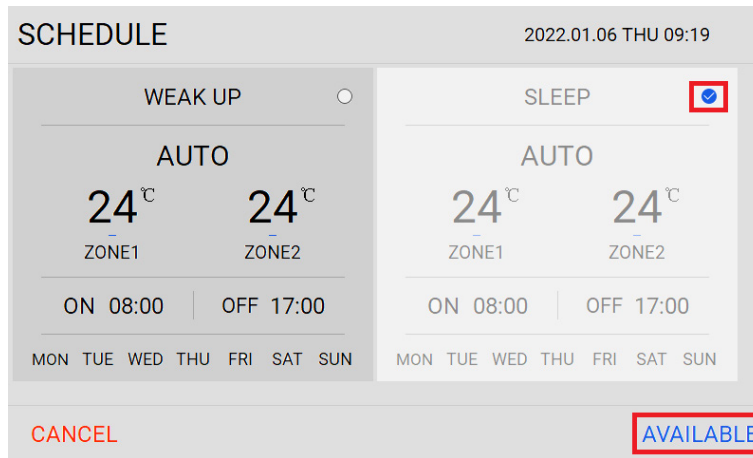 SCHEDULE 2022.01.06 THU 09:19
WEAK UP SLEEP
AUTO AUTO
24℃ 24℃ 24℃ 24℃
ZONE1 ZONE2 ZONE1 ZONE2
ON 08:00 OFF 17:00 ON 08:00 OFF 17:00
MON TUE WED THU FRI SAT SUN MON TUE WED THU FRI SAT SUN
CANCEL AVAILABLE